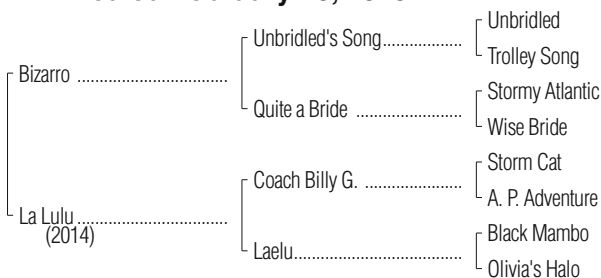 Unbridled
Unbridled's Song
Trolley Song
Bizarro
Stormy Atlantic
Quite a Bride
Wise Bride
Storm Cat
Coach Billy G.
A. P. Adventure
La Lulu
(2014)
Black Mambo
Laelu
Olivia's Halo